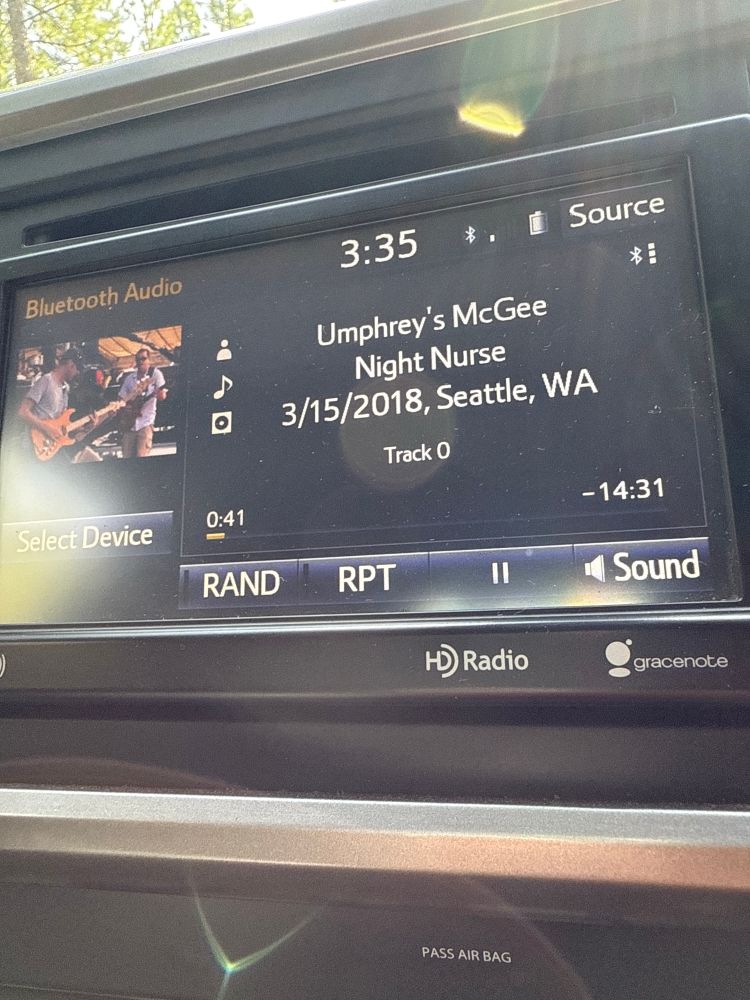 3:35
Source
Bluetooth Audio
Umphrey's McGee
Night Nurse
3/15/2018, Seattle, WA
Track 0
0:41
-14:31
Select Device
RAND
RPT
Sound
HD Radio
gracenote
PASS AIR BAG